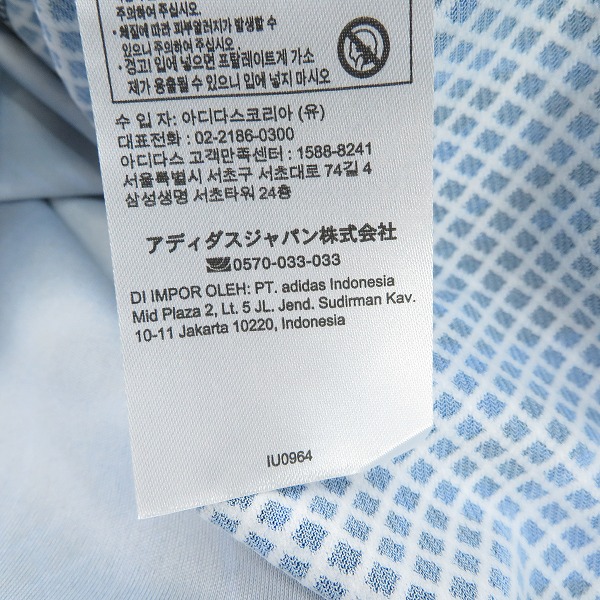 주의하여 주십시오.
• 체질에 따라 피부알러지가 발생할 수
있으니 주의하여 주십시오
• 경고! 입에 넣으면 프탈레이트계 가소
제가 용출될 수 있으니 입에 넣지 마시오
수 입 자: 아디다스코리아 (유)
대표전화 : 02-2186-0300
아디다스 고객만족센터 : 1588-8241
서울특별시 서초구 서초대로 74길 4
삼성생명 서초타워 24층
アディダスジャパン株式会社
0570-033-033
DI IMPOR OLEH: PT. adidas Indonesia
Mid Plaza 2, Lt. 5 JL. Jend. Sudirman Kav.
10-11 Jakarta 10220, Indonesia
IU0964